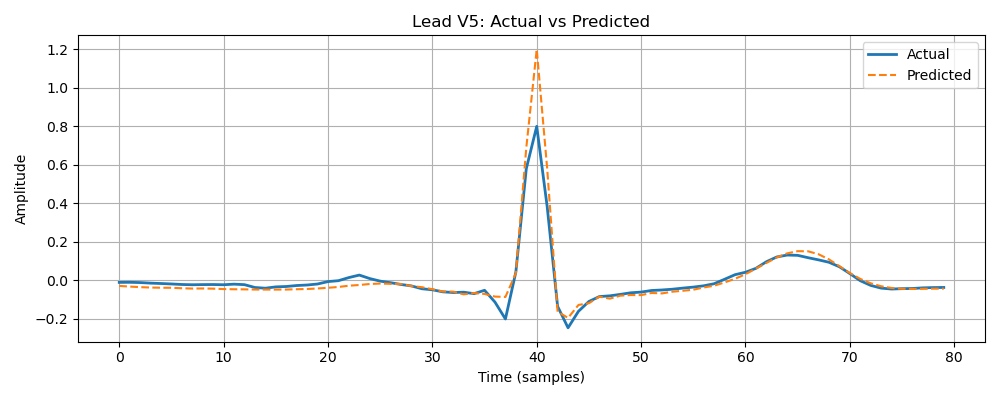 Lead V5: Actual vs Predicted
Actual
Predicted
Amplitude
1.2
1.0
0.8
0.6
0.4
0.2
0.0
−0.2
0 10 20 30 40 50 60 70 80
Time (samples)